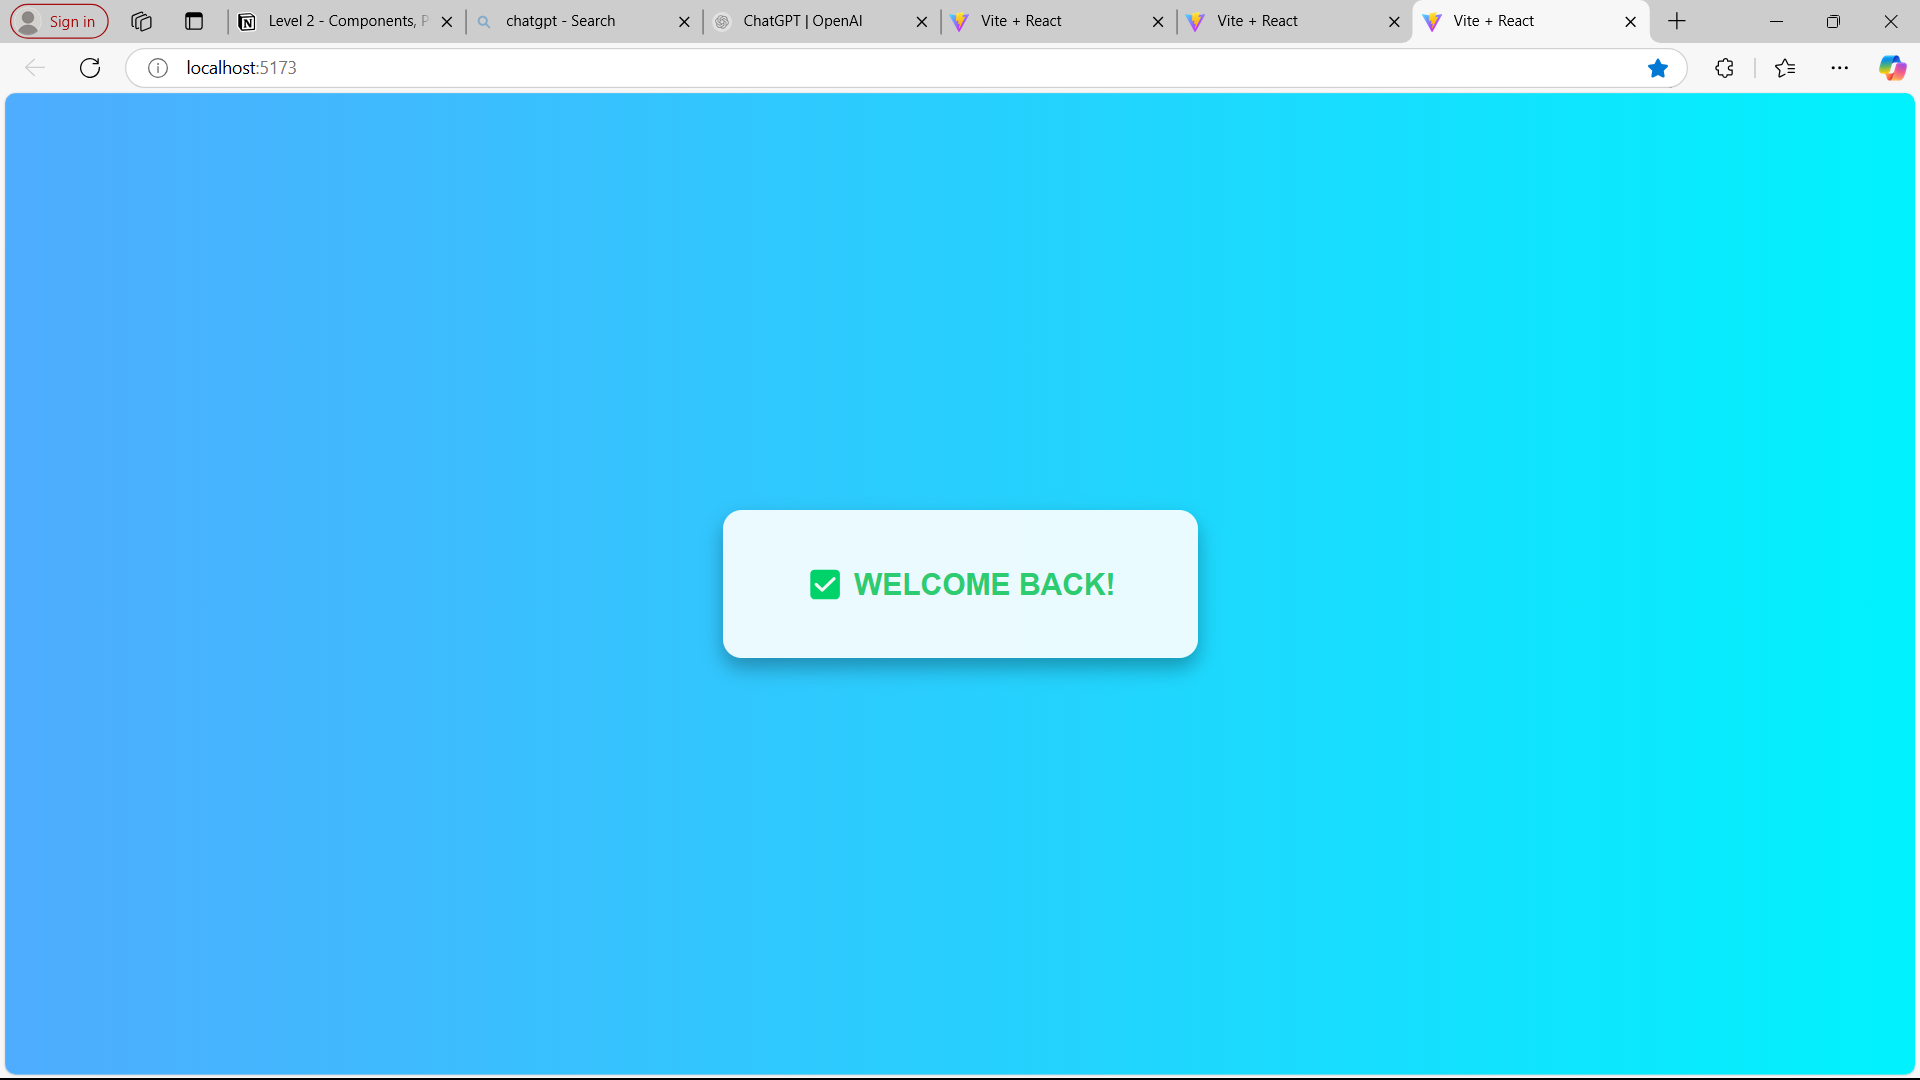 Sign in
Level 2 - Components, P
chatgpt - Search
ChatGPT | OpenAI
Vite + React
Vite + React
Vite + React
localhost:5173
✅ WELCOME BACK!